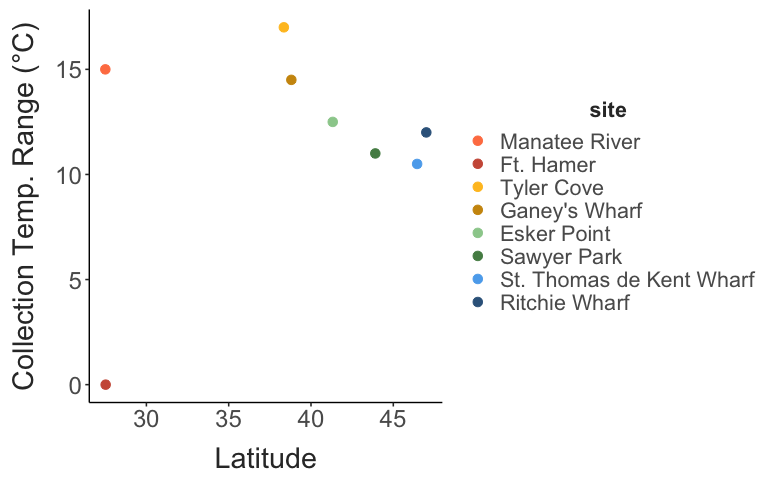 Collection Temp. Range (°C)
15
10
5
0
30 35 40 45
Latitude
site
Manatee River
Ft. Hamer
Tyler Cove
Ganey's Wharf
Esker Point
Sawyer Park
St. Thomas de Kent Wharf
Ritchie Wharf